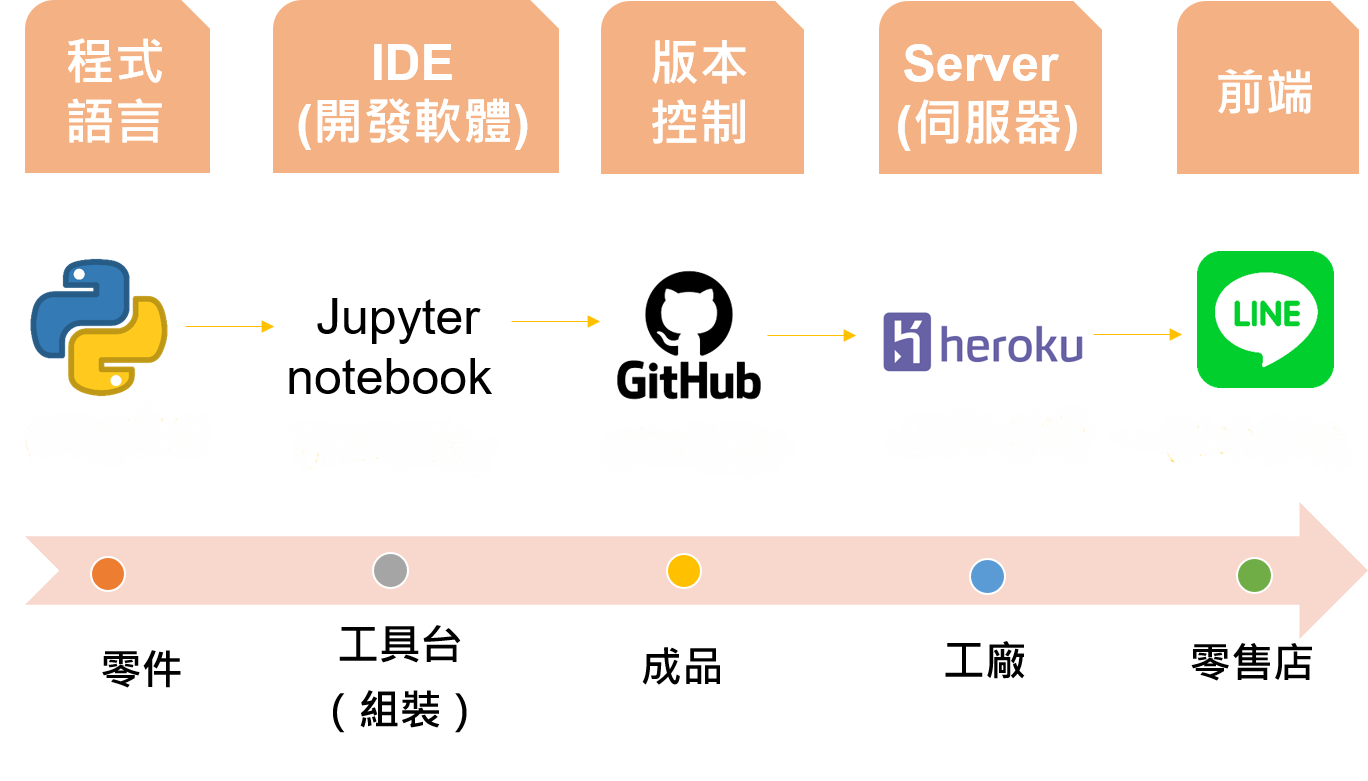 程式
語言
IDE
(開發軟體)
版本
控制
Server
(伺服器)
前端
Jupyter
notebook
GitHub
heroku
LINE
零件
工具台
（組裝）
成品
工廠
零售店